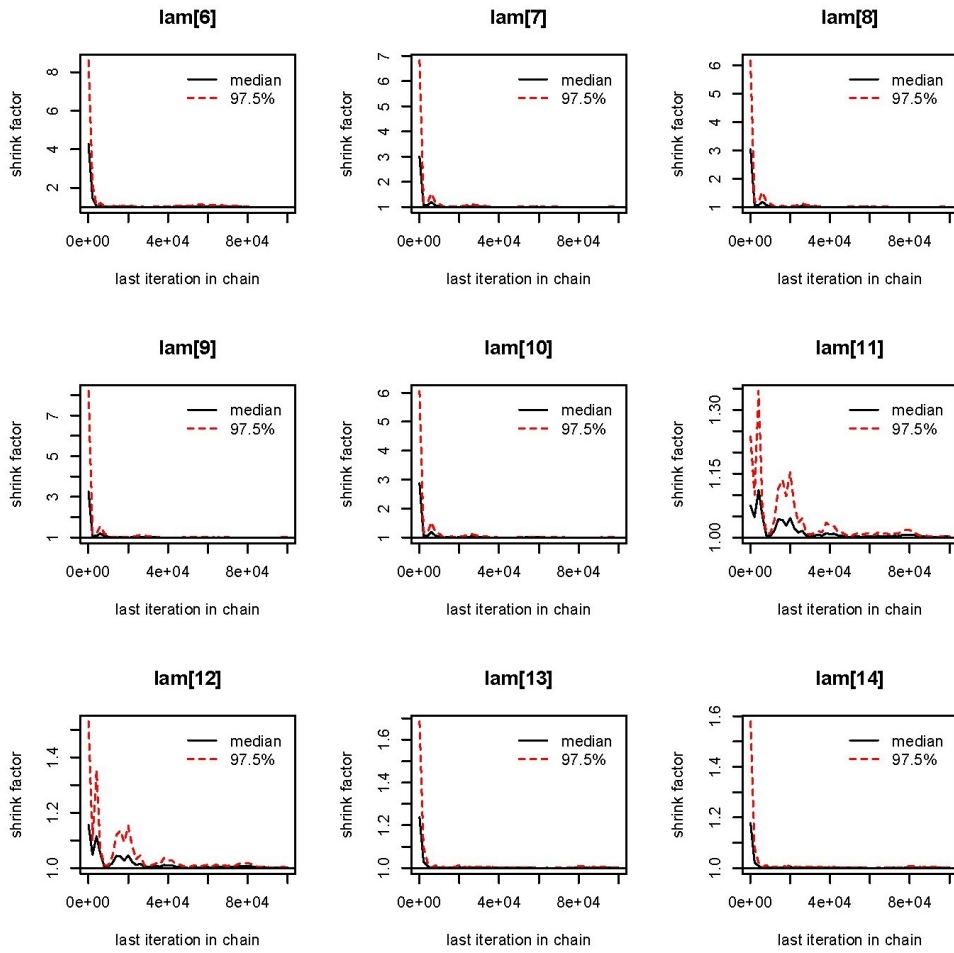 lam[6]
shrink factor
2
4
6
8
median
97.5%
0e+00 4e+04 8e+04
last iteration in chain
lam[7]
shrink factor
1
2
3
4
5
6
7
median
97.5%
0e+00 4e+04 8e+04
last iteration in chain
lam[8]
shrink factor
1
2
3
4
5
6
median
97.5%
0e+00 4e+04 8e+04
last iteration in chain
lam[9]
shrink factor
1
3
5
7
median
97.5%
0e+00 4e+04 8e+04
last iteration in chain
lam[10]
shrink factor
1
2
3
4
5
6
median
97.5%
0e+00 4e+04 8e+04
last iteration in chain
lam[11]
shrink factor
1.00
1.15
1.30
median
97.5%
0e+00 4e+04 8e+04
last iteration in chain
lam[12]
shrink factor
1.0
1.2
1.4
median
97.5%
0e+00 4e+04 8e+04
last iteration in chain
lam[13]
shrink factor
1.0
1.2
1.4
1.6
median
97.5%
0e+00 4e+04 8e+04
last iteration in chain
lam[14]
shrink factor
1.0
1.2
1.4
1.6
median
97.5%
0e+00 4e+04 8e+04
last iteration in chain